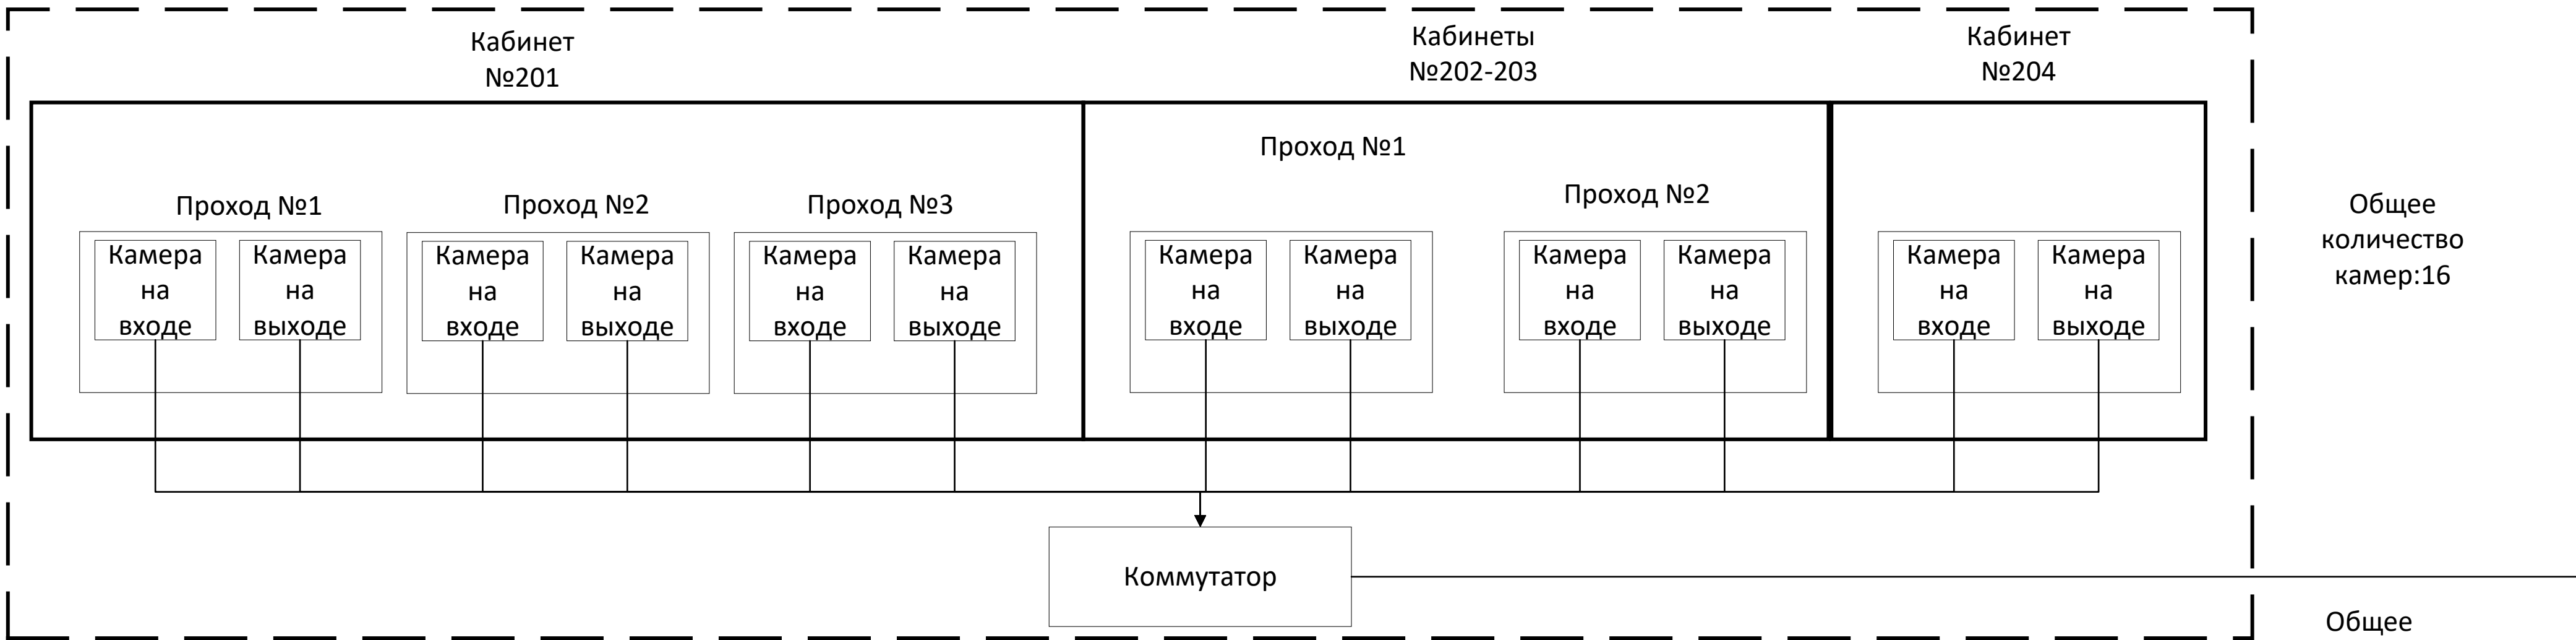 Кабинет
№201
Кабинеты
№202-203
Кабинет
№204
Проход №1
Проход №2
Проход №3
Проход №1
Проход №2
Камера
на
входе
Камера
на
выходе
Камера
на
входе
Камера
на
выходе
Камера
на
входе
Камера
на
выходе
Камера
на
входе
Камера
на
выходе
Камера
на
входе
Камера
на
выходе
Камера
на
входе
Камера
на
выходе
Общее
количество
камер:16
Коммутатор
Общее